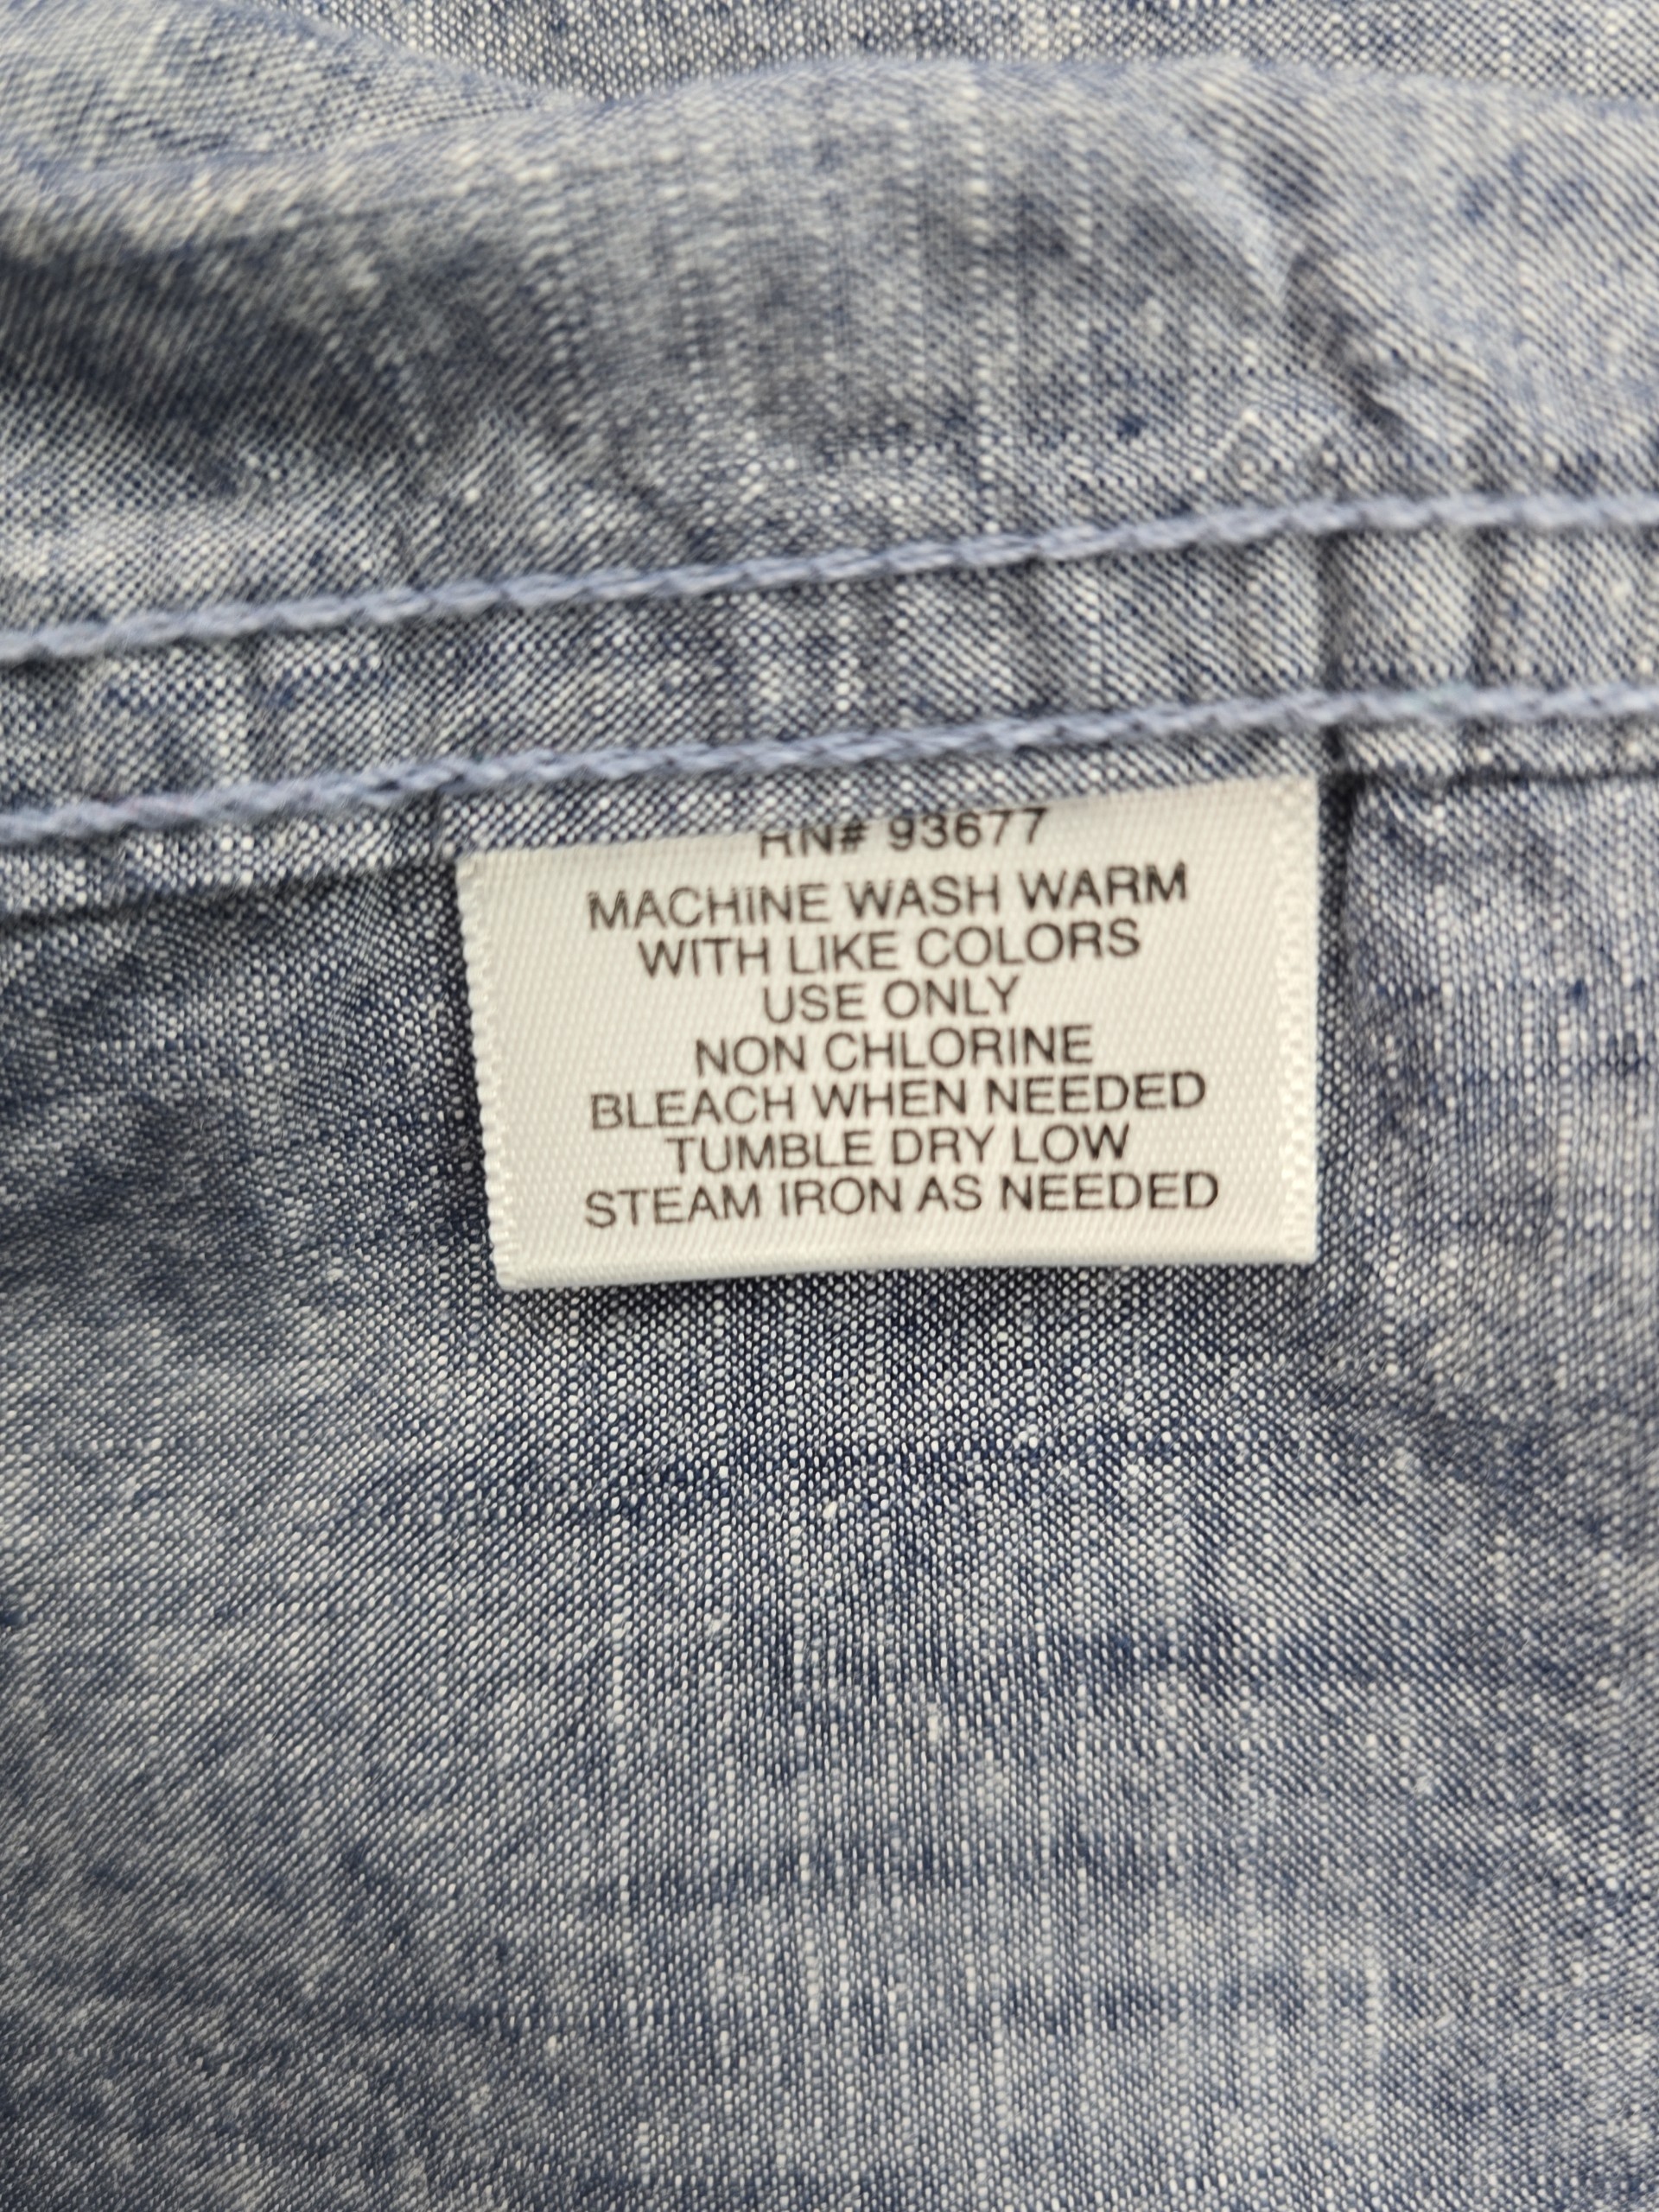 RN# 93677
MACHINE WASH WARM
WITH LIKE COLORS
USE ONLY
NON CHLORINE
BLEACH WHEN NEEDED
TUMBLE DRY LOW
STEAM IRON AS NEEDED